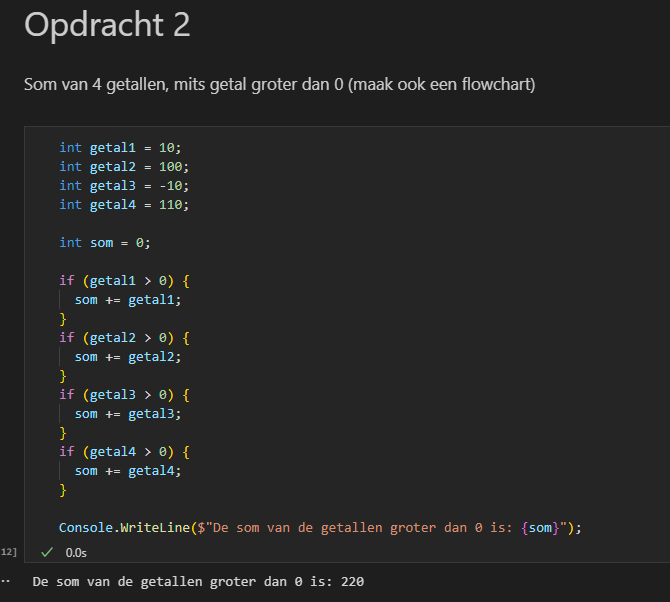 Opdracht 2
Som van 4 getallen, mits getal groter dan 0 (maak ook een flowchart)
int getal1 = 10;
int getal2 = 100;
int getal3 = -10;
int getal4 = 110;
int som = 0;
if (getal1 > 0) {
som += getal1;
}
if (getal2 > 0) {
som += getal2;
}
if (getal3 > 0) {
som += getal3;
}
if (getal4 > 0) {
som += getal4;
}
Console.WriteLine($"De som van de getallen groter dan 0 is: {som}");
12] 0.0s
De som van de getallen groter dan 0 is: 220